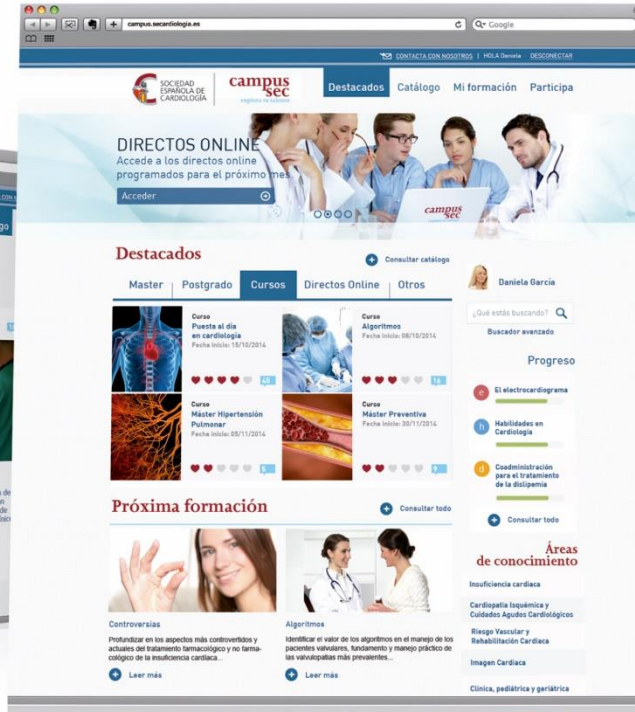 campus.secardiologia.es
Google
CONTACTA CON NOSOTROS | HOLA Daniela · DESCONECTAR
SOCIEDAD
ESPAÑOLA DE
CARDIOLOGÍA
campus
sec
Destacados Catálogo Mi formación Participa
DIRECTOS ONLINE
Accede a los directos online
programados para el próximo mes
Acceder
campus
sec
Destacados
Consultar catálogo
Master Postgrado Cursos Directos Online Otros
Curso
Puesta al día
en cardiología
Fecha inicio: 15/10/2014
Curso
Algoritmos
Fecha inicio: 08/10/2014
16
Curso
Máster Hipertensión
Pulmonar
Fecha inicio: 05/11/2014
Curso
Máster Preventiva
Fecha inicio: 30/11/2014
Próxima formación
Consultar todo
Controversias
Profundizar en los aspectos más controvertidos y
actuales del tratamiento farmacológico y no farma-
cológico de la insuficiencia cardíaca...
Leer más
Algoritmos
Identificar el valor de los algoritmos en el manejo de los
pacientes valvulares, fundamento y manejo práctico de
las valvulopatías más prevalentes...
Leer más
Daniela García
¿Qué estás buscando?
Buscador avanzado
Progreso
e
El electrocardiograma
h
Habilidades en
Cardiología
d
Coadministración
para el tratamiento
de la dislipemia
Consultar todo
Áreas
de conocimiento
Insuficiencia cardiaca
Cardiopatía Isquémica y
Cuidados Agudos Cardiológicos
Riesgo Vascular y
Rehabilitación Cardiaca
Imagen Cardiaca
Clínica, pediátrica y geriátrica